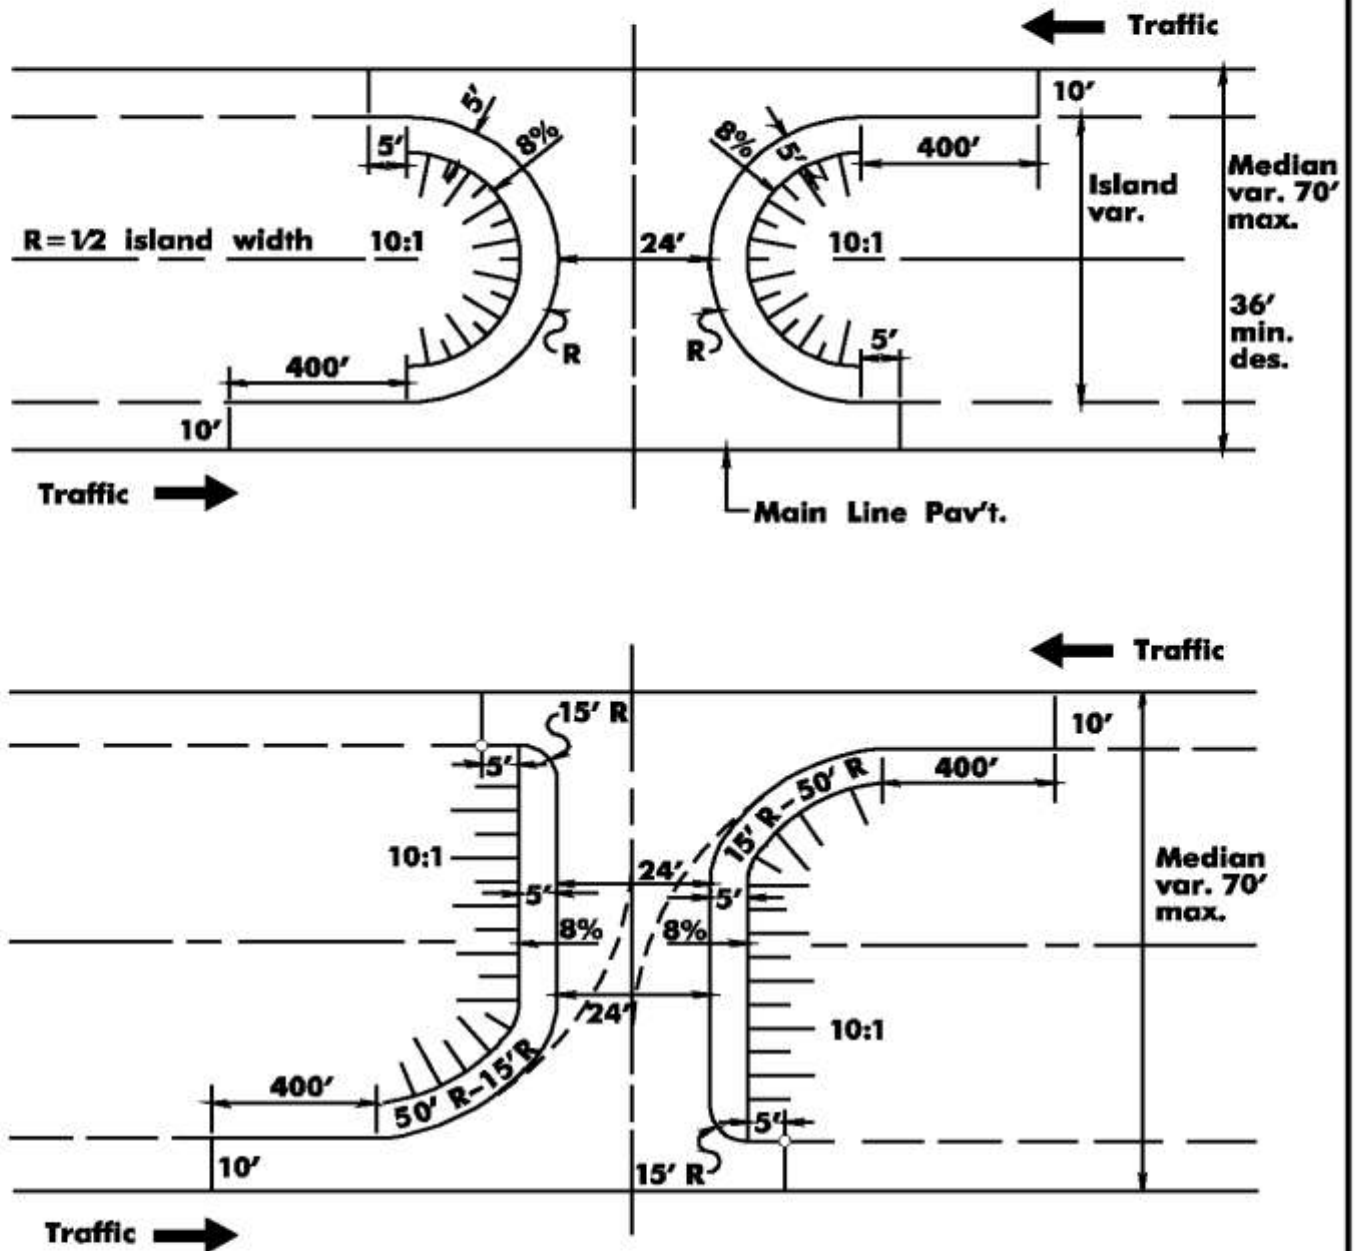 Traffic
10'
5'
8%
8%
5'
5'
400'
Median
var. 70'
max.
Island
var.
R=1/2 island width
10:1
24'
10:1
36'
min.
des.
R
R
5'
400'
10'
Traffic
Main Line Pav't.
Traffic
15' R
10'
5'
400'
15' R-50' R
10:1
24'
Median
var. 70'
max.
5'
5'
8%
8%
24'
10:1
50' R-15' R
400'
5'
10'
15' R
Traffic